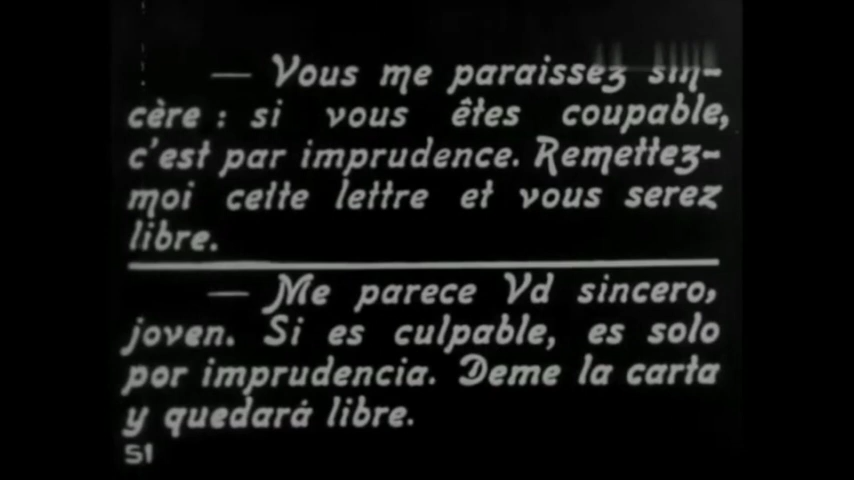 — Vous me paraissez sin-
cère : si vous êtes coupable,
c'est par imprudence. Remettez-
moi cette lettre et vous serez
libre.
— Me parece Vd sincero,
joven. Si es culpable, es solo
por imprudencia. Deme la carta
y quedará libre.
51